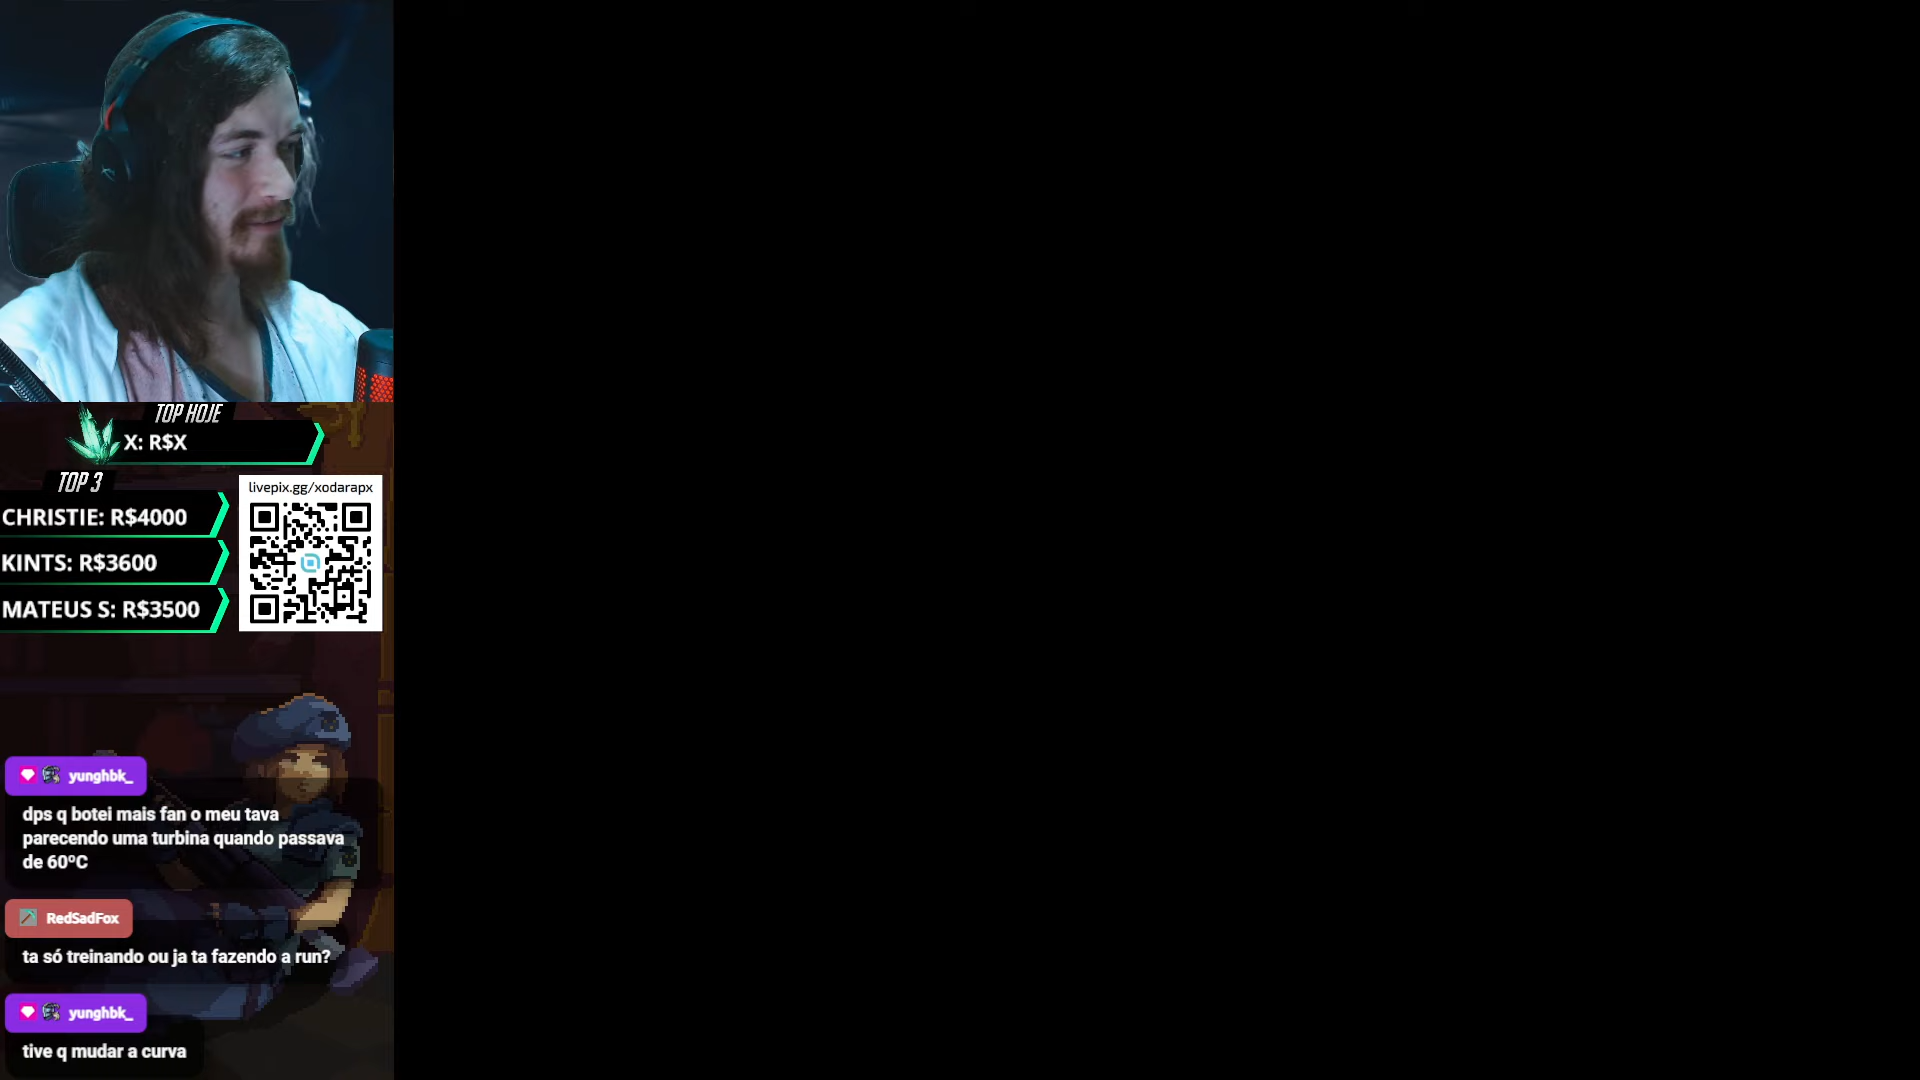 TOP HOJE
X: R$X
TOP 3
CHRISTIE: R$4000
KINTS: R$3600
MATEUS S: R$3500
livepix.gg/xodarapx
yunghbk_
dps q botei mais fan o meu tava
parecendo uma turbina quando passava
de 60ºC
RedSadFox
ta só treinando ou ja ta fazendo a run?
yunghbk_
tive q mudar a curva